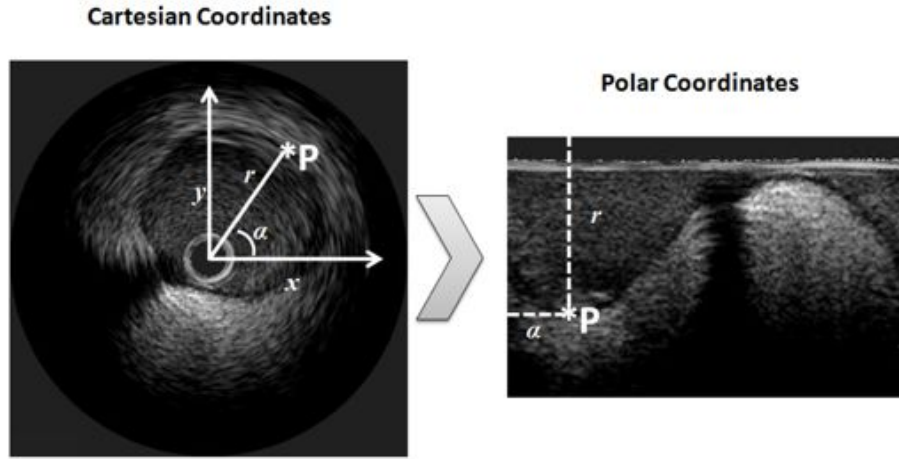 Cartesian Coordinates
Polar Coordinates
*P
r
y
α
x
r
*P
α